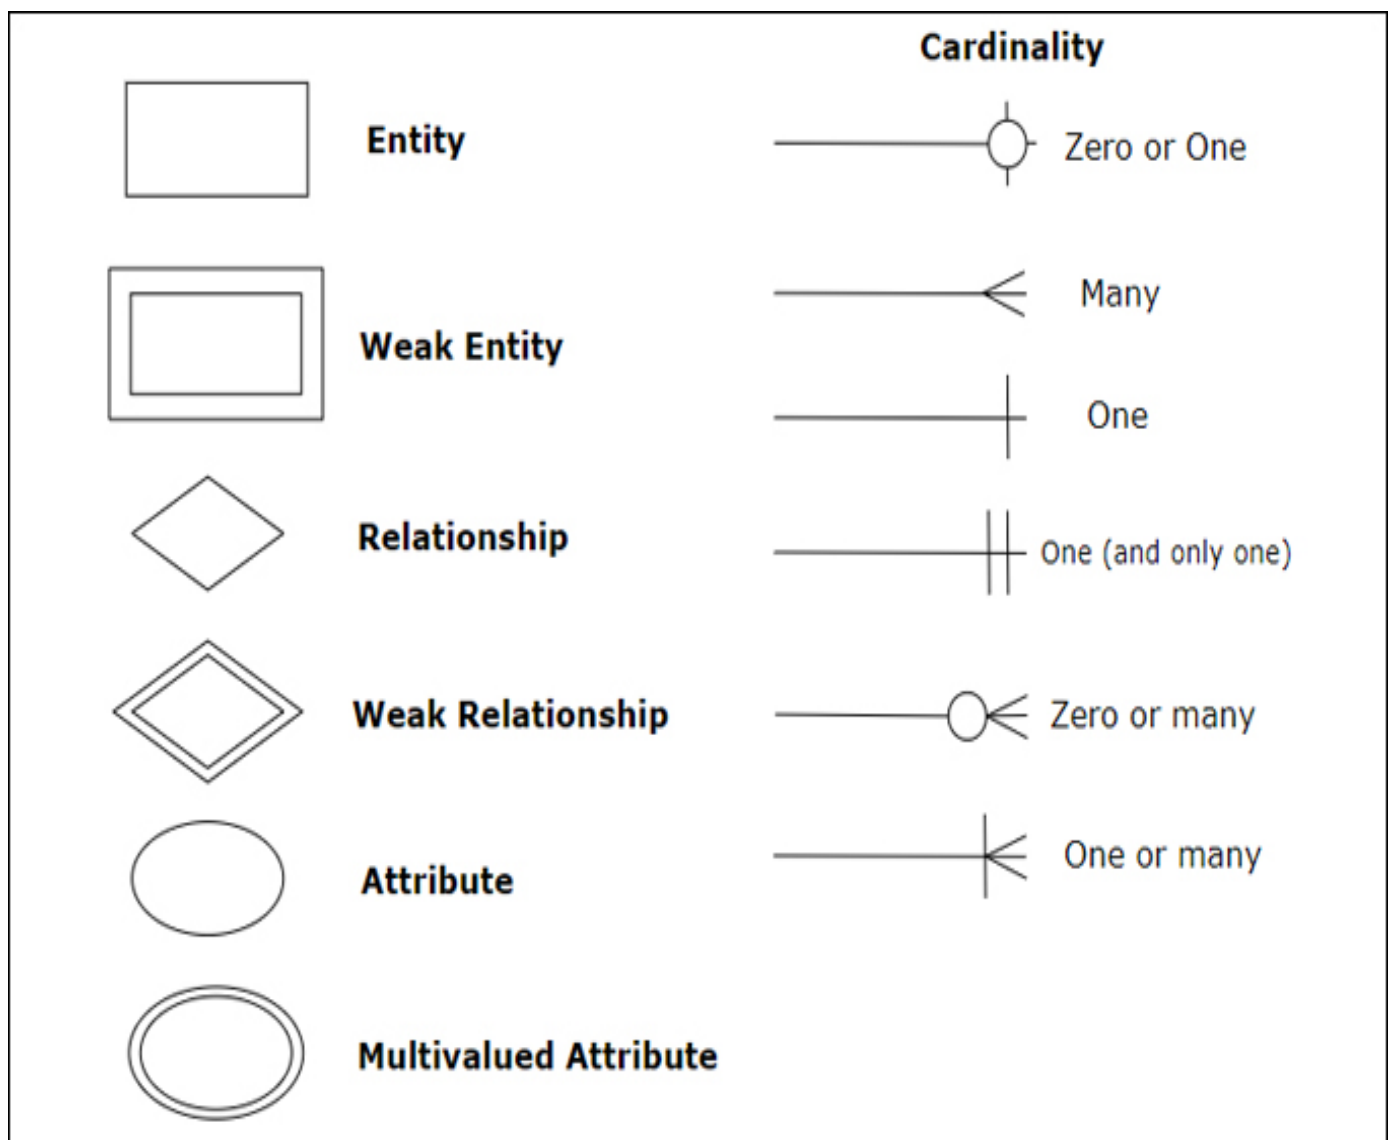 Entity
Weak Entity
Relationship
Weak Relationship
Attribute
Multivalued Attribute
Cardinality
Zero or One
Many
One
One (and only one)
Zero or many
One or many